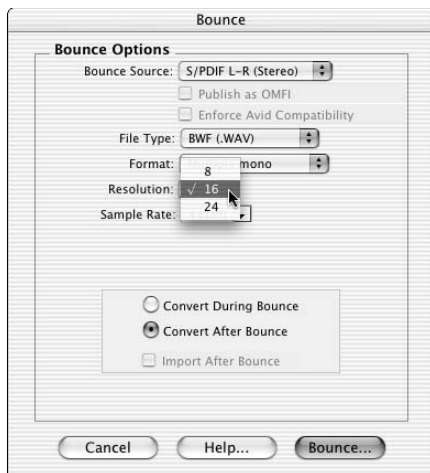 Bounce
Bounce Options
Bounce Source: S/PDIF L-R (Stereo)
Publish as OMFI
Enforce Avid Compatibility
File Type: BWF (.WAV)
Format: mono
8
Resolution: √ 16
24
Sample Rate:
Convert During Bounce
Convert After Bounce
Import After Bounce
Cancel Help... Bounce...